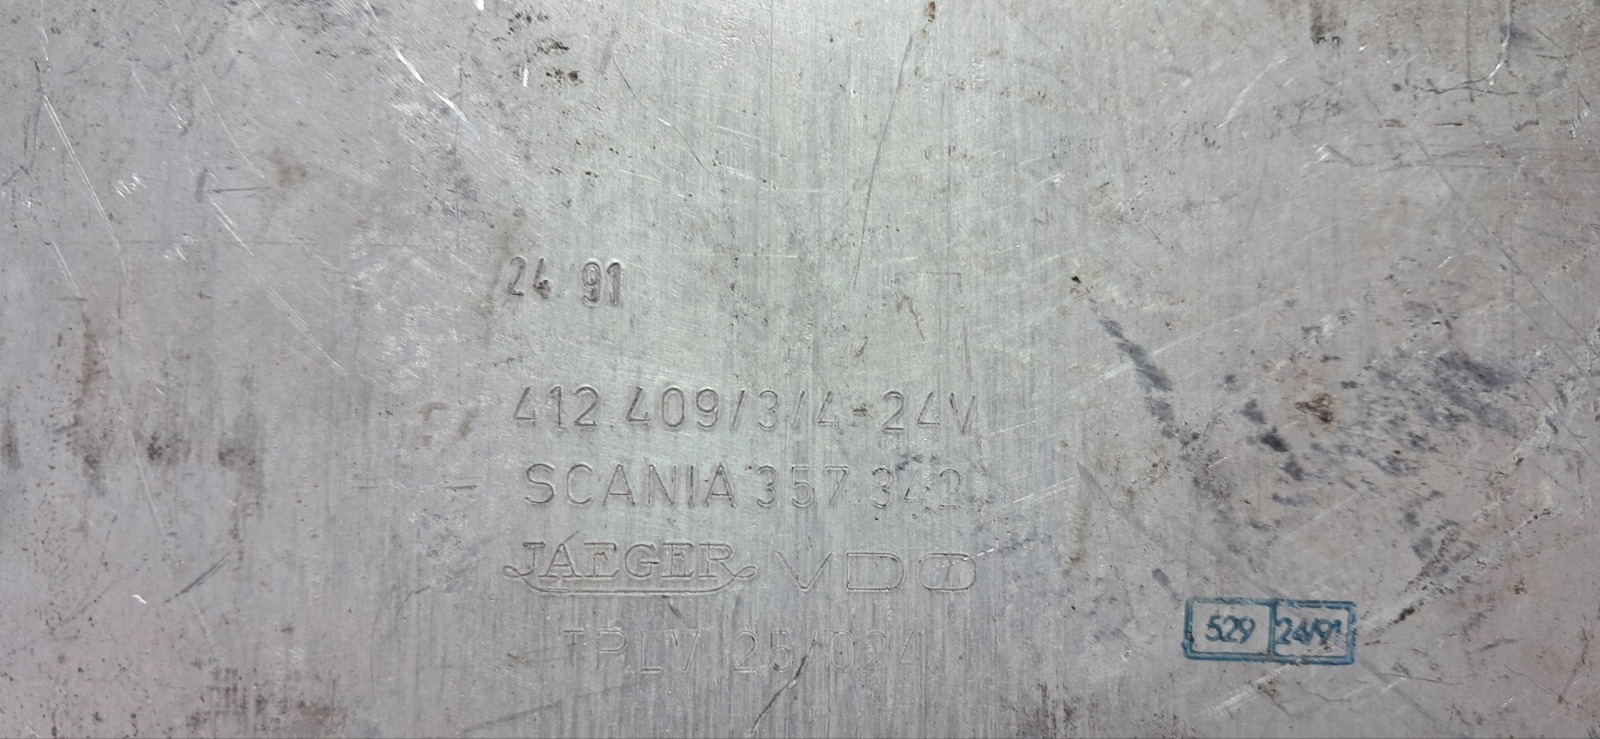 24 91
412.409/3/4-24V
SCANIA 357 342
JAEGER VDO
TPLV 25/024
529 24/91